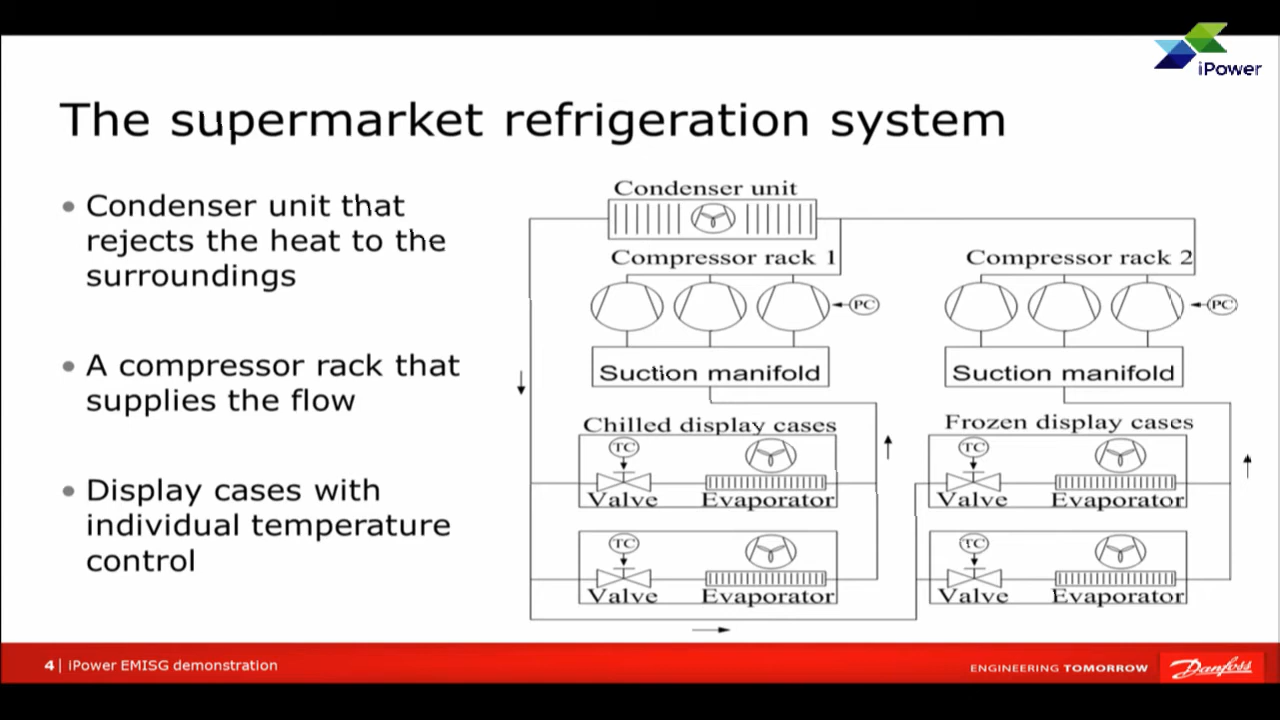 iPower
The supermarket refrigeration system
• Condenser unit that
rejects the heat to the
surroundings
• A compressor rack that
supplies the flow
• Display cases with
individual temperature
control
Condenser unit
Compressor rack 1
Compressor rack 2
PC
PC
Suction manifold
Suction manifold
Chilled display cases
Frozen display cases
TC
TC
Valve
Evaporator
Valve
Evaporator
TC
TC
Valve
Evaporator
Valve
Evaporator
4 | iPower EMISG demonstration
ENGINEERING TOMORROW
Danfoss